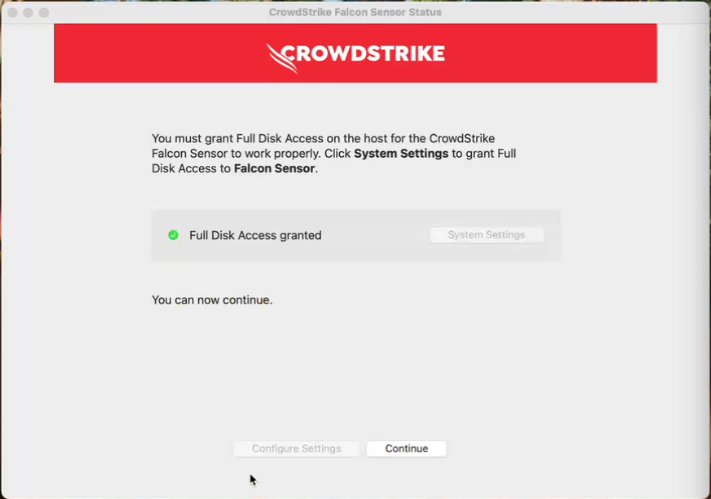 CrowdStrike Falcon Sensor Status
CROWDSTRIKE
You must grant Full Disk Access on the host for the CrowdStrike
Falcon Sensor to work properly. Click System Settings to grant Full
Disk Access to Falcon Sensor.
Full Disk Access granted
System Settings
You can now continue.
Configure Settings
Continue